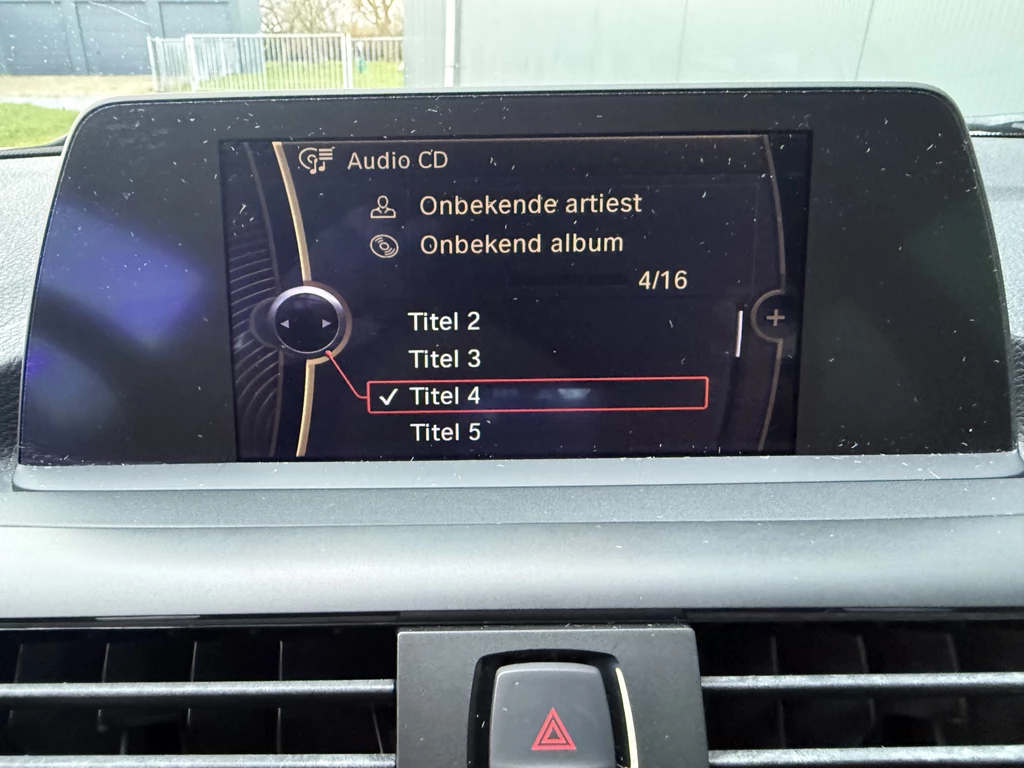 Audio CD
Onbekende artiest
Onbekend album
4/16
Titel 2
Titel 3
Titel 4
Titel 5